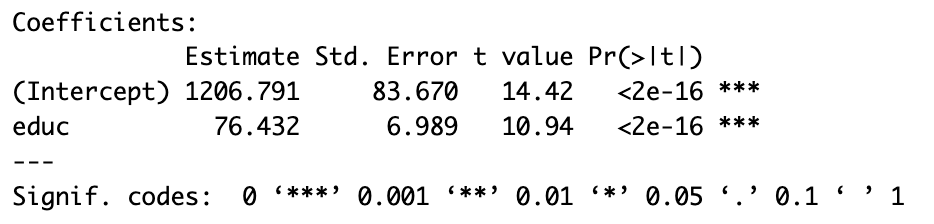 Coefficients:
            Estimate Std. Error t value Pr(>|t|)
(Intercept) 1206.791     83.670   14.42   <2e-16 ***
educ          76.432      6.989   10.94   <2e-16 ***
---
Signif. codes:  0 ‘***’ 0.001 ‘**’ 0.01 ‘*’ 0.05 ‘.’ 0.1 ‘ ’ 1